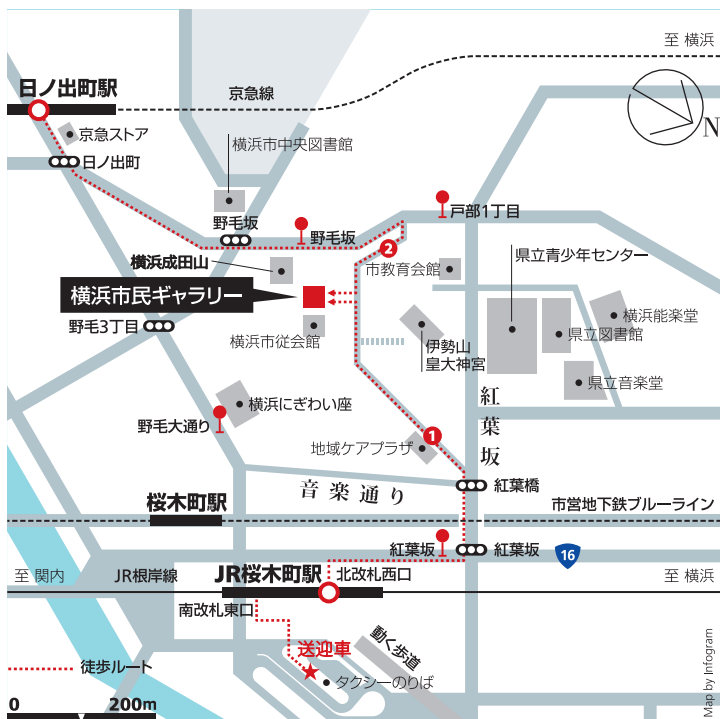 至 横浜
日ノ出町駅
京急線
N
京急ストア
横浜市中央図書館
日ノ出町
戸部1丁目
野毛坂
野毛坂
2
県立青少年センター
横浜成田山
市教育会館
横浜市民ギャラリー
横浜能楽堂
野毛3丁目
県立図書館
横浜市従会館
伊勢山
皇大神宮
県立音楽堂
紅葉坂
横浜にぎわい座
野毛大通り
1
地域ケアプラザ
音楽通り
紅葉橋
桜木町駅
市営地下鉄ブルーライン
紅葉坂
紅葉坂
16
至 関内
JR根岸線
JR桜木町駅
北改札西口
至 横浜
南改札東口
動く歩道
送迎車
徒歩ルート
タクシーのりば
0
200m
Map by Infogram